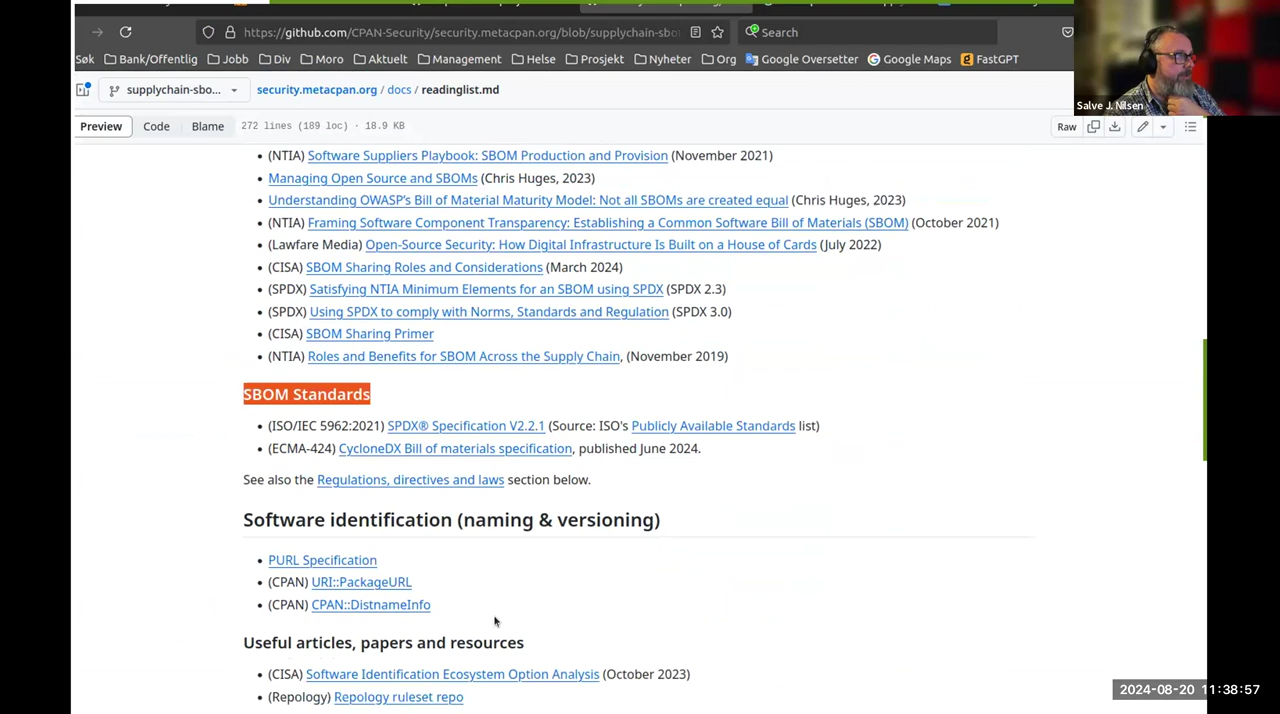 https://github.com/CPAN-Security/security.metacpan.org/blob/supplychain-sbo
Search
Søk
Bank/Offentlig
Jobb
Div
Moro
Aktuelt
Management
Helse
Prosjekt
Nyheter
Org
Google Oversetter
Google Maps
FastGPT
Salve J. Nilsen
supplychain-sbo...
security.metacpan.org / docs / readinglist.md
Preview
Code
Blame
272 lines (189 loc) · 18.9 KB
Raw
• (NTIA) Software Suppliers Playbook: SBOM Production and Provision (November 2021)
• Managing Open Source and SBOMs (Chris Huges, 2023)
• Understanding OWASP's Bill of Material Maturity Model: Not all SBOMs are created equal (Chris Huges, 2023)
• (NTIA) Framing Software Component Transparency: Establishing a Common Software Bill of Materials (SBOM) (October 2021)
• (Lawfare Media) Open-Source Security: How Digital Infrastructure Is Built on a House of Cards (July 2022)
• (CISA) SBOM Sharing Roles and Considerations (March 2024)
• (SPDX) Satisfying NTIA Minimum Elements for an SBOM using SPDX (SPDX 2.3)
• (SPDX) Using SPDX to comply with Norms, Standards and Regulation (SPDX 3.0)
• (CISA) SBOM Sharing Primer
• (NTIA) Roles and Benefits for SBOM Across the Supply Chain, (November 2019)
SBOM Standards
• (ISO/IEC 5962:2021) SPDX® Specification V2.2.1 (Source: ISO's Publicly Available Standards list)
• (ECMA-424) CycloneDX Bill of materials specification, published June 2024.
See also the Regulations, directives and laws section below.
Software identification (naming & versioning)
• PURL Specification
• (CPAN) URI::PackageURL
• (CPAN) CPAN::DistnameInfo
Useful articles, papers and resources
• (CISA) Software Identification Ecosystem Option Analysis (October 2023)
• (Repology) Repology ruleset repo
2024-08-20 11:38:57